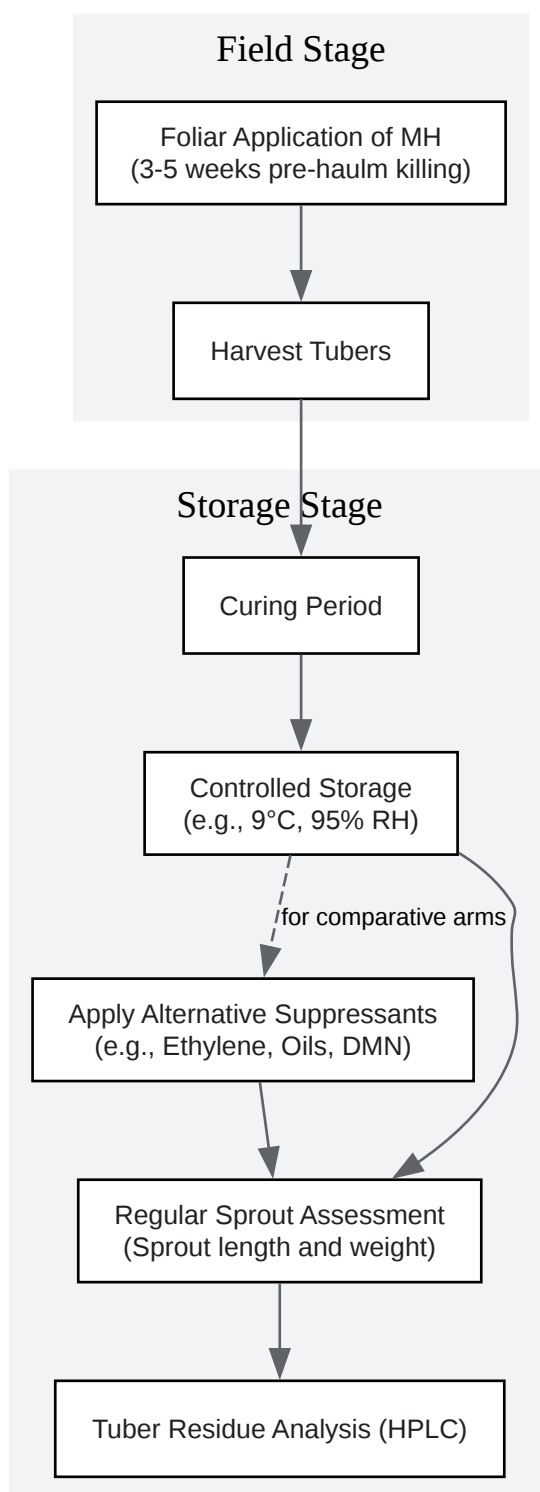 Field Stage
Foliar Application of MH
(3-5 weeks pre-haulm killing)
Harvest Tubers
Storage Stage
Curing Period
Controlled Storage
(e.g., 9°C, 95% RH)
for comparative arms
Apply Alternative Suppressants
(e.g., Ethylene, Oils, DMN)
Regular Sprout Assessment
(Sprout length and weight)
Tuber Residue Analysis (HPLC)